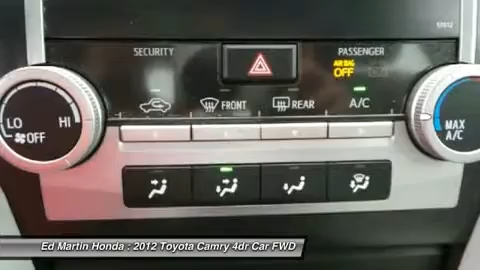 57012
SECURITY
PASSENGER
AIR BAG
OFF
FRONT
REAR
A/C
LO
HI
OFF
MAX
A/C
Ed Martin Honda : 2012 Toyota Camry 4dr Car FWD